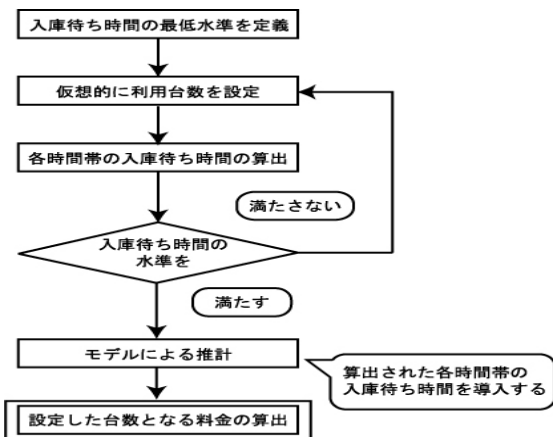 入庫待ち時間の最低水準を定義
仮想的に利用台数を設定
各時間帯の入庫待ち時間の算出
満たさない
入庫待ち時間の
水準を
満たす
モデルによる推計
算出された各時間帯の
入庫待ち時間を導入する
設定した台数となる料金の算出